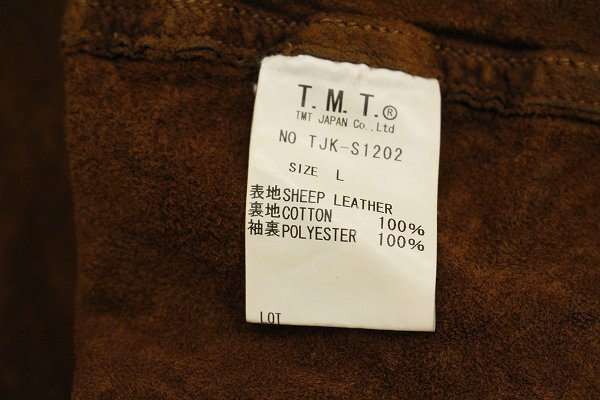 T.M.T.®
TMT JAPAN Co.,Ltd
NO TJK-S1202
SIZE L
表地SHEEP LEATHER
裏地COTTON 100%
袖裏POLYESTER 100%
LOT